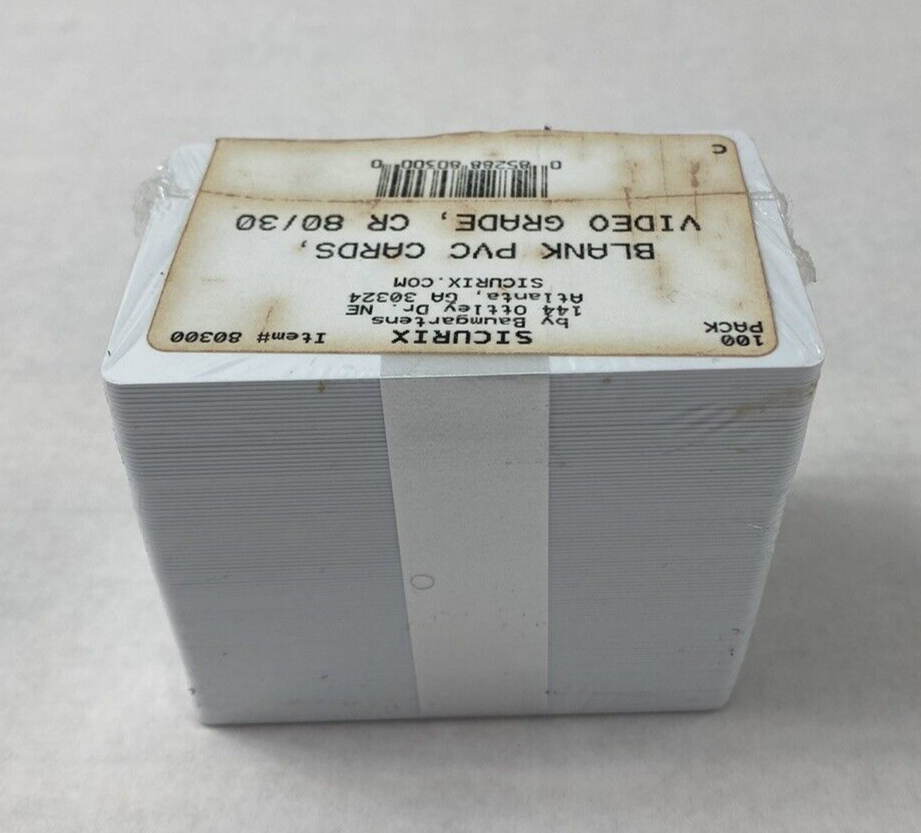 100
PACK
SICURIX
Item# 80300
by Baumgartens
144 Ottley Dr. NE
Atlanta, GA 30324
SICURIX.COM
BLANK PVC CARDS,
VIDEO GRADE, CR 80/30
0 85288 80300 0
C